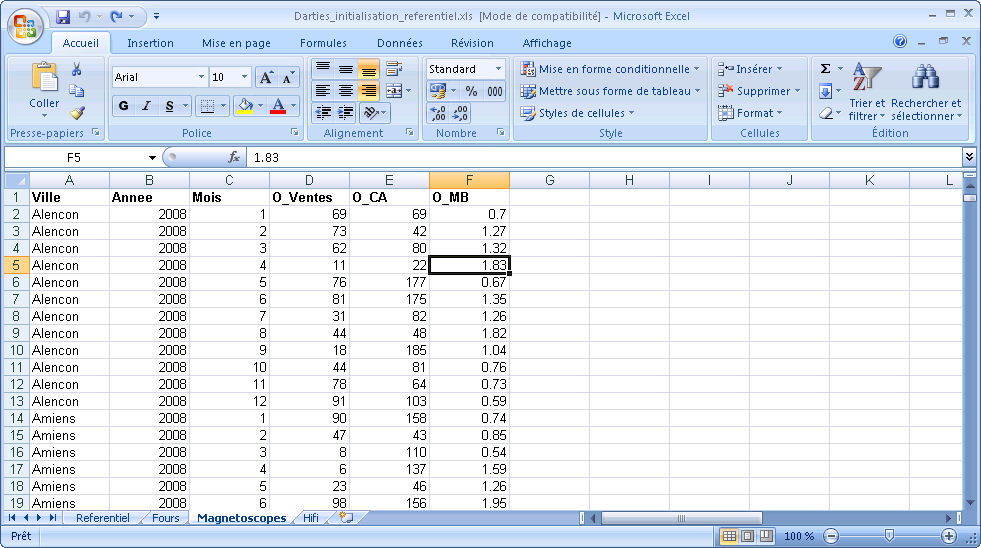 Darties_initialisation_referentiel.xls [Mode de compatibilité] - Microsoft Excel
Accueil Insertion Mise en page Formules Données Révision Affichage
Coller
Presse-papiers
Arial 10 A A
G I S A
Police
Alignement
Standard
% 000
,00 ,00
Nombre
Mise en forme conditionnelle
Mettre sous forme de tableau
Styles de cellules
Style
Insérer
Supprimer
Format
Cellules
Σ
Trier et filtrer
Rechercher et sélectionner
Édition
F5 fx 1.83
A B C D E F G H I J K L
1 Ville Annee Mois O_Ventes O_CA O_MB
2 Alencon 2008 1 69 69 0.7
3 Alencon 2008 2 73 42 1.27
4 Alencon 2008 3 62 80 1.32
5 Alencon 2008 4 11 22 1.83
6 Alencon 2008 5 76 177 0.67
7 Alencon 2008 6 81 175 1.35
8 Alencon 2008 7 31 82 1.26
9 Alencon 2008 8 44 48 1.82
10 Alencon 2008 9 18 185 1.04
11 Alencon 2008 10 44 81 0.76
12 Alencon 2008 11 78 64 0.73
13 Alencon 2008 12 91 103 0.59
14 Amiens 2008 1 90 158 0.74
15 Amiens 2008 2 47 43 0.85
16 Amiens 2008 3 8 110 0.54
17 Amiens 2008 4 6 137 1.59
18 Amiens 2008 5 23 46 1.26
19 Amiens 2008 6 98 156 1.95
Referentiel Fours Magnetoscopes Hifi
Prêt 100 %